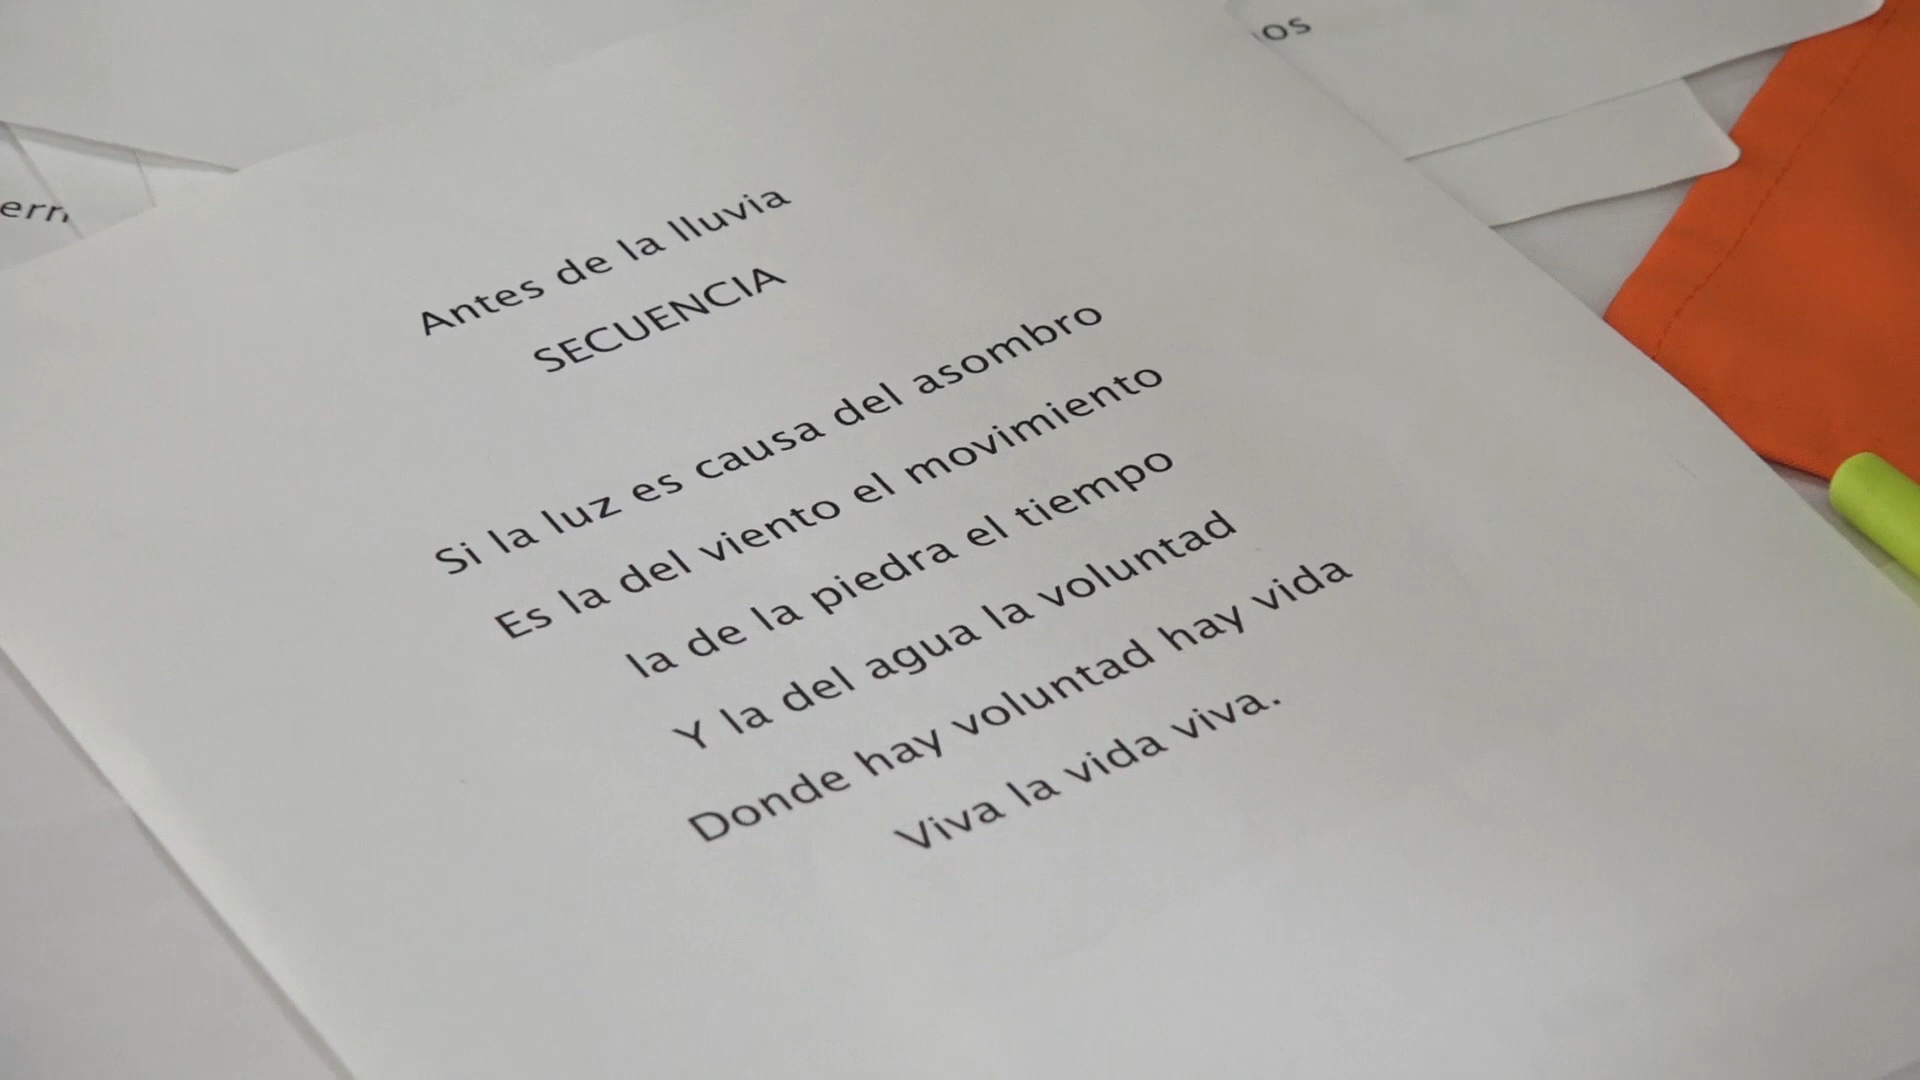 Antes de la lluvia
SECUENCIA
Si la luz es causa del asombro
Es la del viento el movimiento
la de la piedra el tiempo
Y la del agua la voluntad
Donde hay voluntad hay vida
Viva la vida viva.